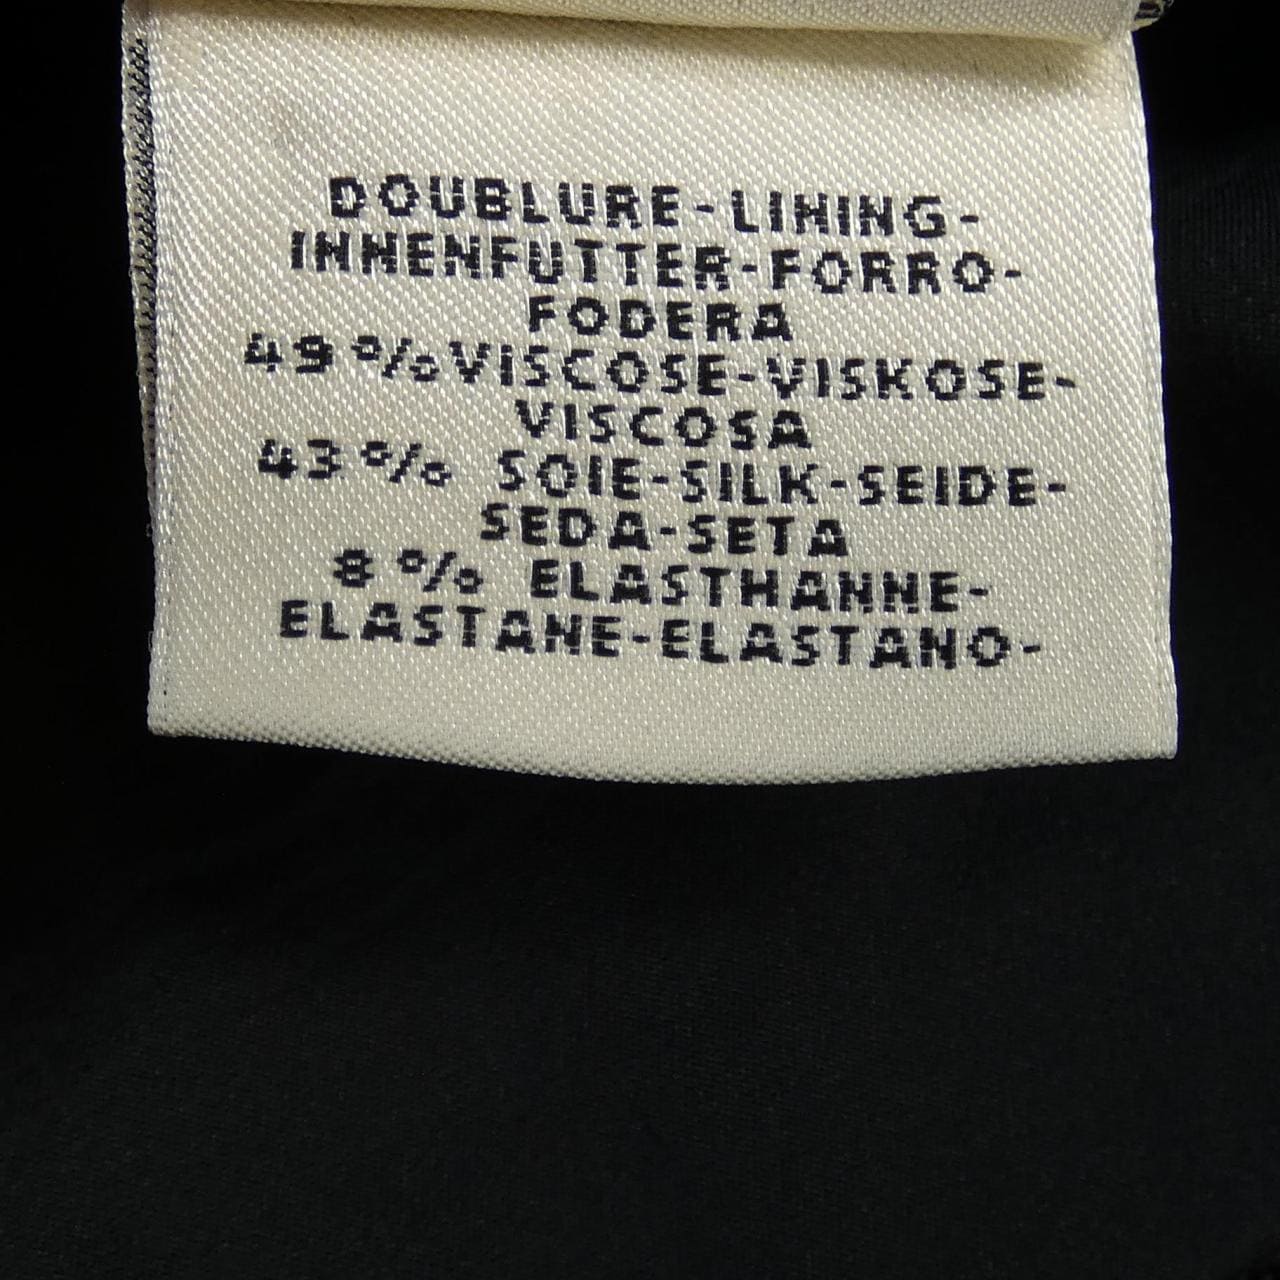 DOUBLURE-LINING-
INNENFUTTER-FORRO-
FODERA
49%VISCOSE-VISKOSE-
VISCOSA
43% SOIE-SILK-SEIDE-
SEDA-SETA
8% ELASTHANNE-
ELASTANE-ELASTANO-